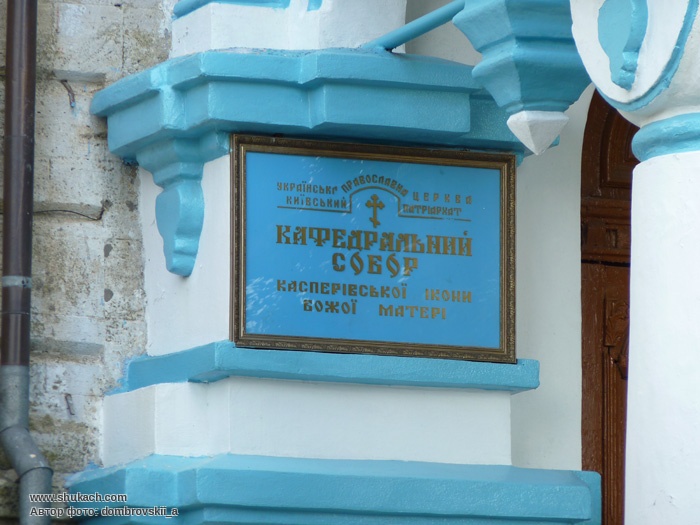 УКРАЇНСЬКА ПРАВОСЛАВНА ЦЕРКВА
КИЇВСЬКИЙ ПАТРІАРХАТ
КАФЕДРАЛЬНИЙ
СОБОР
КАСПЕРІВСЬКОЇ ІКОНИ
БОЖОЇ МАТЕРІ
www.shukach.com
Автор фото: dombrovskii_a